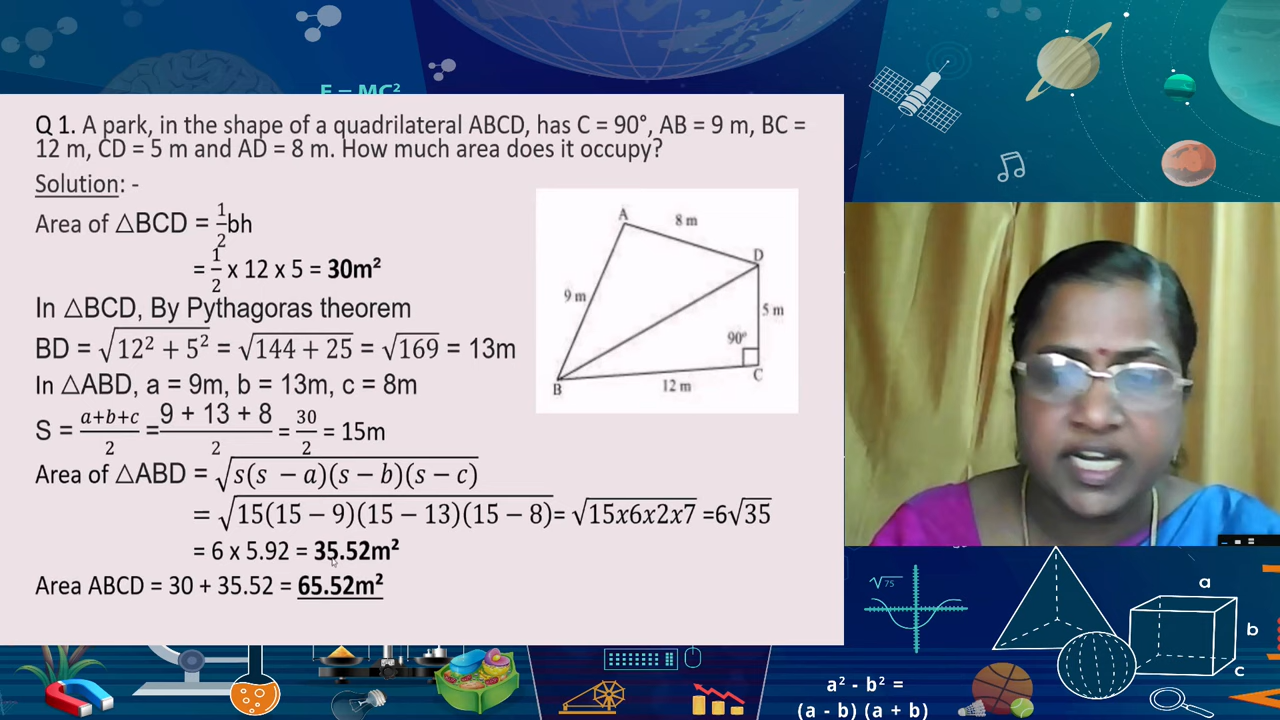 E = MC²
Q 1. A park, in the shape of a quadrilateral ABCD, has C = 90°, AB = 9 m, BC =
12 m, CD = 5 m and AD = 8 m. How much area does it occupy?
Solution: -
Area of △BCD = 1/2 bh
= 1/2 x 12 x 5 = 30m²
In △BCD, By Pythagoras theorem
BD = √(12² + 5²) = √(144 + 25) = √169 = 13m
In △ABD, a = 9m, b = 13m, c = 8m
S = (a+b+c)/2 = (9 + 13 + 8)/2 = 30/2 = 15m
Area of △ABD = √(s(s – a)(s – b)(s – c))
= √(15(15 – 9)(15 – 13)(15 – 8)) = √(15x6x2x7) =6√35
= 6 x 5.92 = 35.52m²
Area ABCD = 30 + 35.52 = 65.52m²
A
8 m
D
9 m
5 m
90°
B
12 m
C
√75
a
b
c
a² - b² =
(a - b) (a + b)